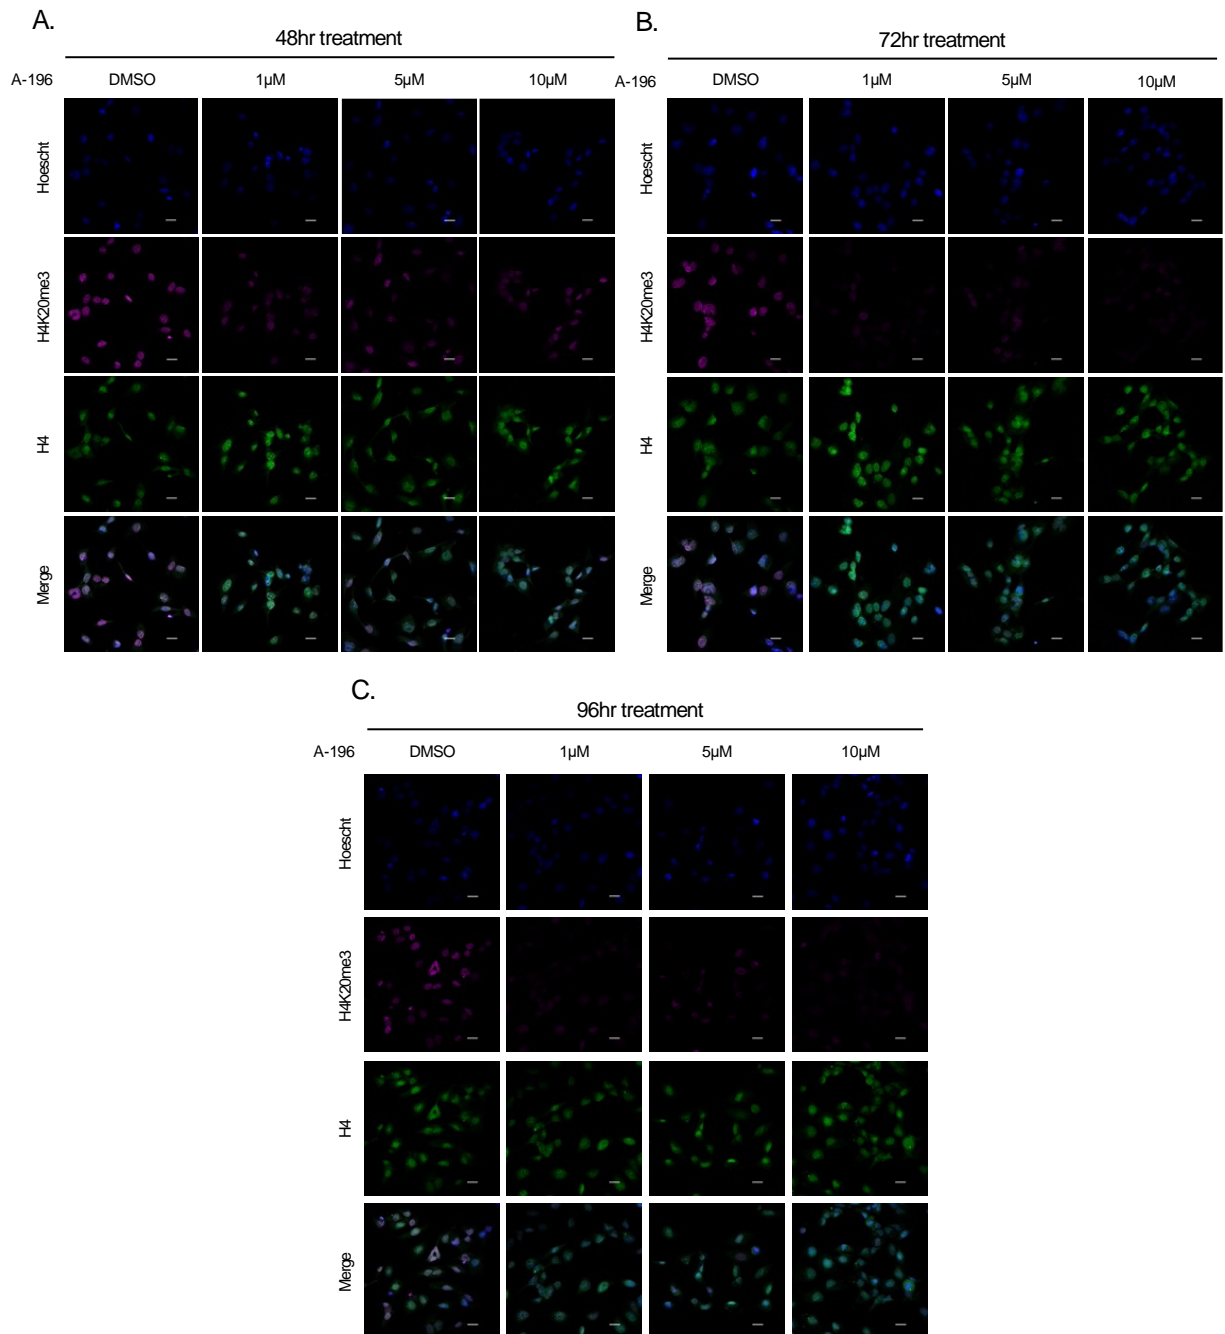 A.
48hr treatment
A-196 DMSO 1µM 5µM 10µM
Hoescht
H4K20me3
H4
Merge
B.
72hr treatment
A-196 DMSO 1µM 5µM 10µM
Hoescht
H4K20me3
H4
Merge
C.
96hr treatment
A-196 DMSO 1µM 5µM 10µM
Hoescht
H4K20me3
H4
Merge